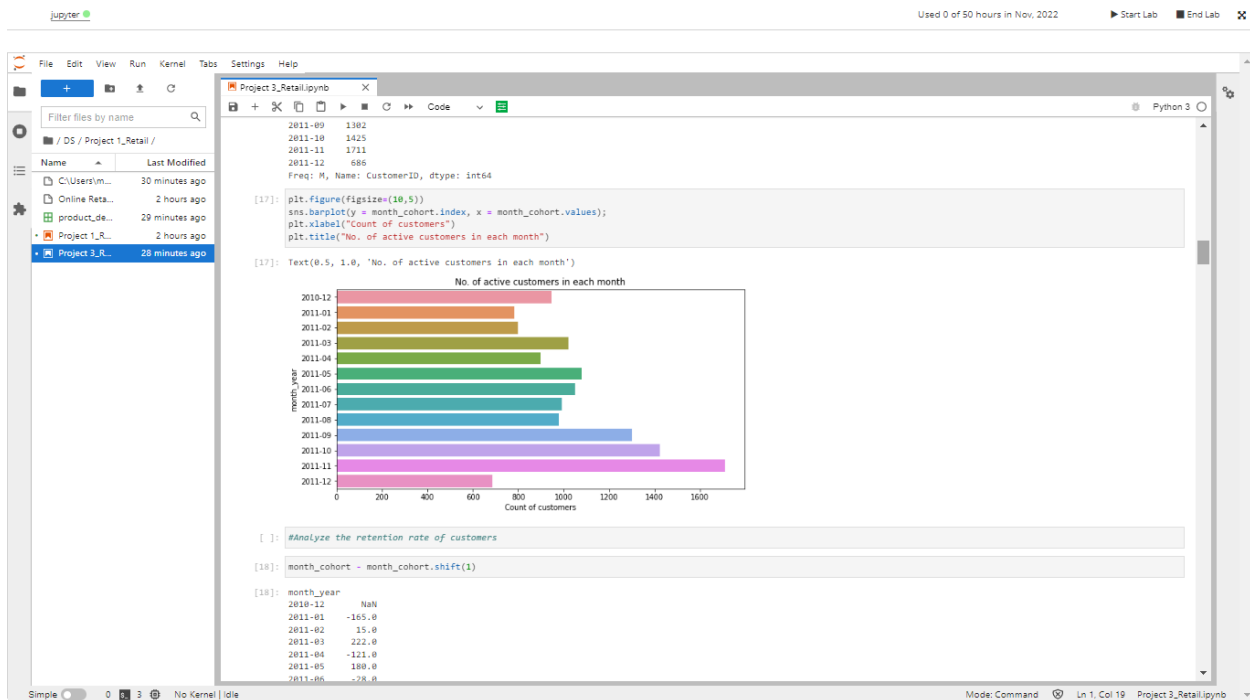 jupyter
Used 0 of 50 hours in Nov, 2022
Start Lab
End Lab
File Edit View Run Kernel Tabs Settings Help
+
Project 3_Retail.ipynb
Filter files by name
Code
Python 3
/ DS / Project 1_Retail /
Name Last Modified
C:\Users\m... 30 minutes ago
Online Reta... 2 hours ago
product_de... 29 minutes ago
Project 1_R... 2 hours ago
Project 3_R... 28 minutes ago
2011-09 1302
2011-10 1425
2011-11 1711
2011-12 686
Freq: M, Name: CustomerID, dtype: int64
[17]: plt.figure(figsize=(10,5))
sns.barplot(y = month_cohort.index, x = month_cohort.values);
plt.xlabel("Count of customers")
plt.title("No. of active customers in each month")
[17]: Text(0.5, 1.0, 'No. of active customers in each month')
No. of active customers in each month
month_year
2010-12
2011-01
2011-02
2011-03
2011-04
2011-05
2011-06
2011-07
2011-08
2011-09
2011-10
2011-11
2011-12
0 200 400 600 800 1000 1200 1400 1600
Count of customers
[ ]: #Analyze the retention rate of customers
[18]: month_cohort - month_cohort.shift(1)
[18]: month_year
2010-12 NaN
2011-01 -165.0
2011-02 15.0
2011-03 222.0
2011-04 -121.0
2011-05 180.0
2011-06 -28.0
Simple 0 3 No Kernel | Idle
Mode: Command Ln 1, Col 19 Project 3_Retail.ipynb